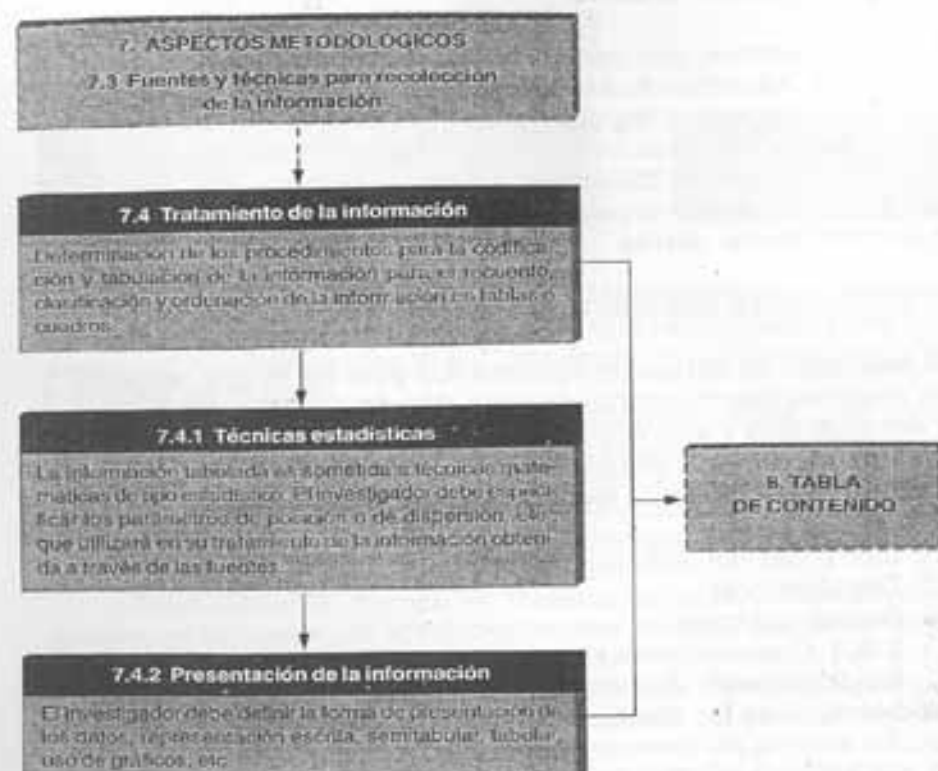 7. ASPECTOS METODOLOGICOS
7.3 Fuentes y técnicas para recolección
de la información
7.4 Tratamiento de la información
Determinación de los procedimientos para la codifica-
ción y tabulación de la información para el recuento,
clasificación y ordenación de la información en tablas o
cuadros.
7.4.1 Técnicas estadísticas
La información tabulada es sometida a técnicas mate-
máticas de tipo estadístico. El investigador debe especi-
ficar los parámetros de posición o de dispersión, etc.
que utilizará en su tratamiento de la información obteni-
da a través de las fuentes.
8. TABLA
DE CONTENIDO
7.4.2 Presentación de la información
El investigador debe definir la forma de presentación de
los datos, representación escrita, semitabular, tabular,
uso de gráficos, etc.